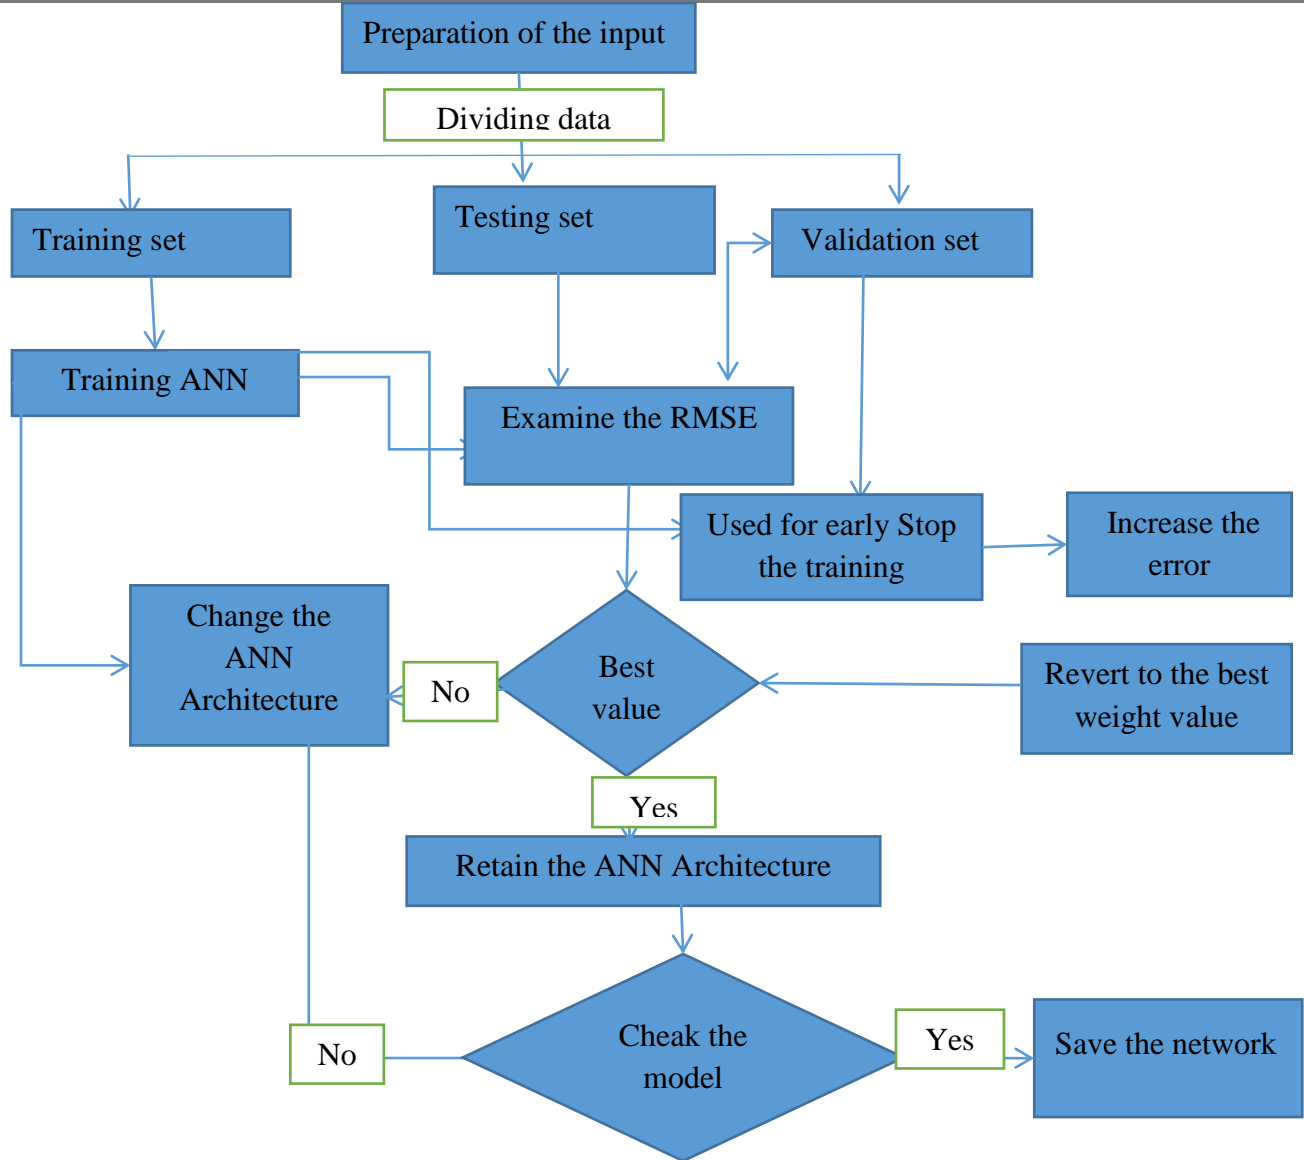 Preparation of the input
Dividing data
Training set
Testing set
Validation set
Training ANN
Examine the RMSE
Used for early Stop
the training
Increase the
error
Change the
ANN
Architecture
No
Best
value
Revert to the best
weight value
Yes
Retain the ANN Architecture
No
Cheak the
model
Yes
Save the network